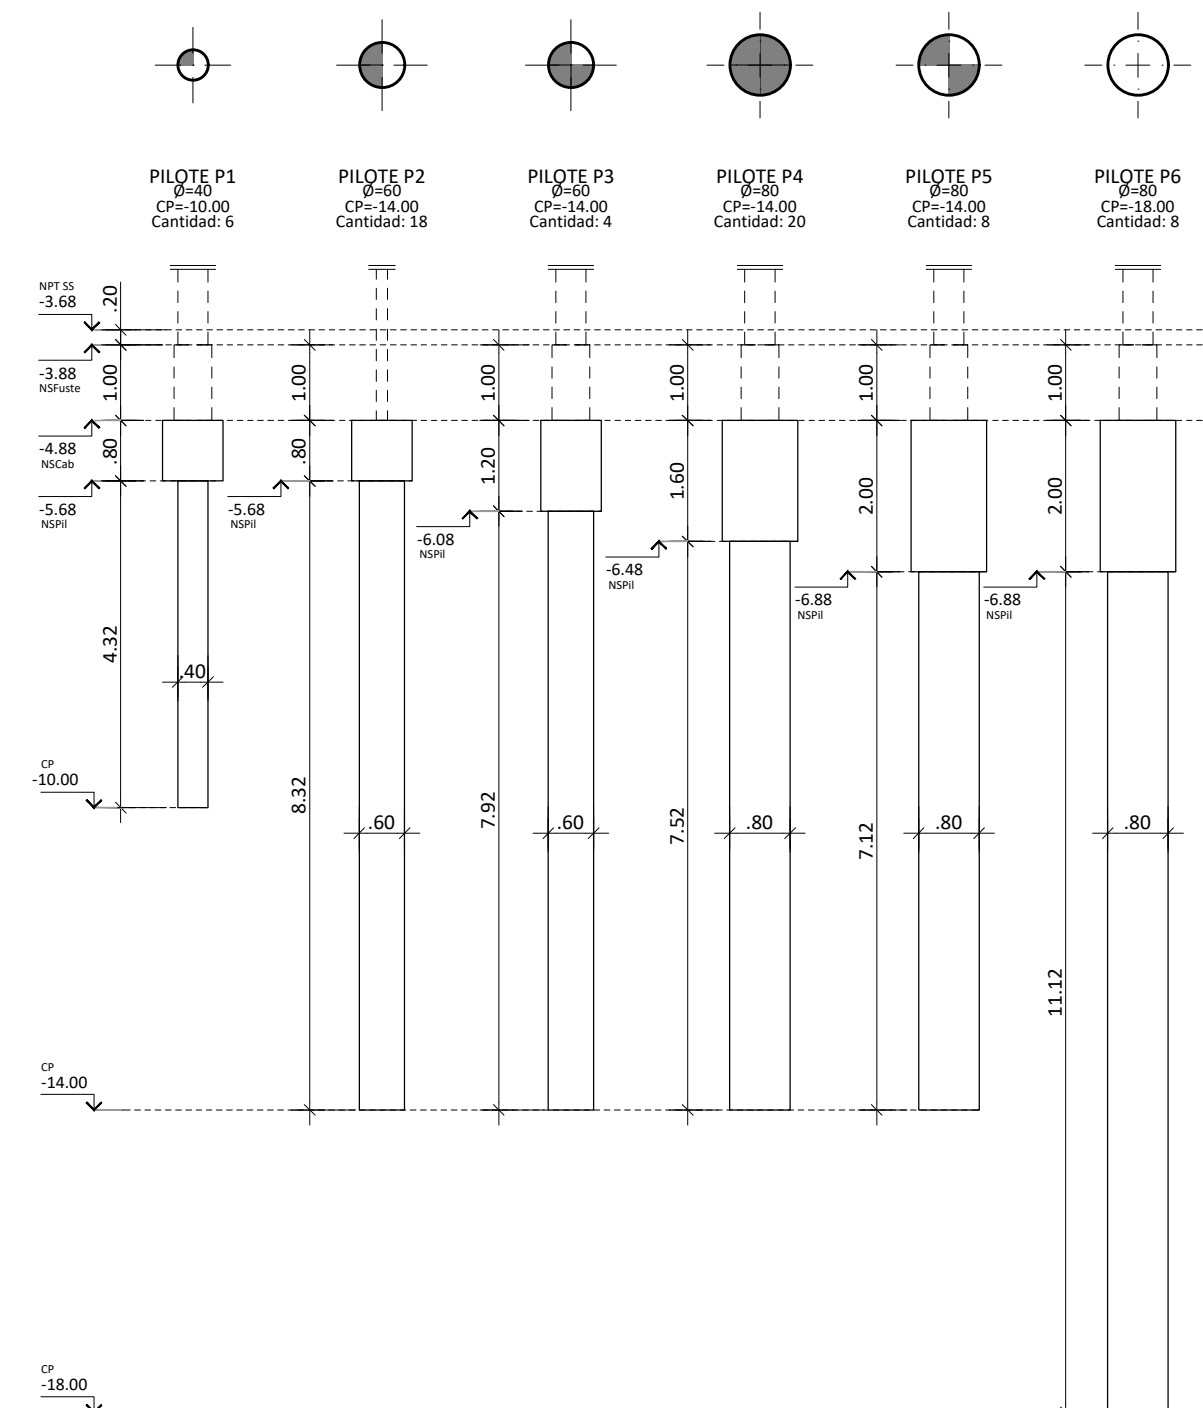 PILOTE P1
Ø=40
CP=-10.00
Cantidad: 6
PILOTE P2
Ø=60
CP=-14.00
Cantidad: 18
PILOTE P3
Ø=60
CP=-14.00
Cantidad: 4
PILOTE P4
Ø=80
CP=-14.00
Cantidad: 20
PILOTE P5
Ø=80
CP=-14.00
Cantidad: 8
PILOTE P6
Ø=80
CP=-18.00
Cantidad: 8
NPT SS
-3.68
.20
-3.88
NSFuste
1.00
1.00
1.00
1.00
1.00
1.00
-4.88
NSCab
.80
.80
1.20
1.60
2.00
2.00
-5.68
NSPil
-5.68
NSPil
-6.08
NSPil
-6.48
NSPil
-6.88
NSPil
-6.88
NSPil
4.32
.40
CP
-10.00
8.32
.60
7.92
.60
7.52
.80
7.12
.80
.80
11.12
CP
-14.00
CP
-18.00